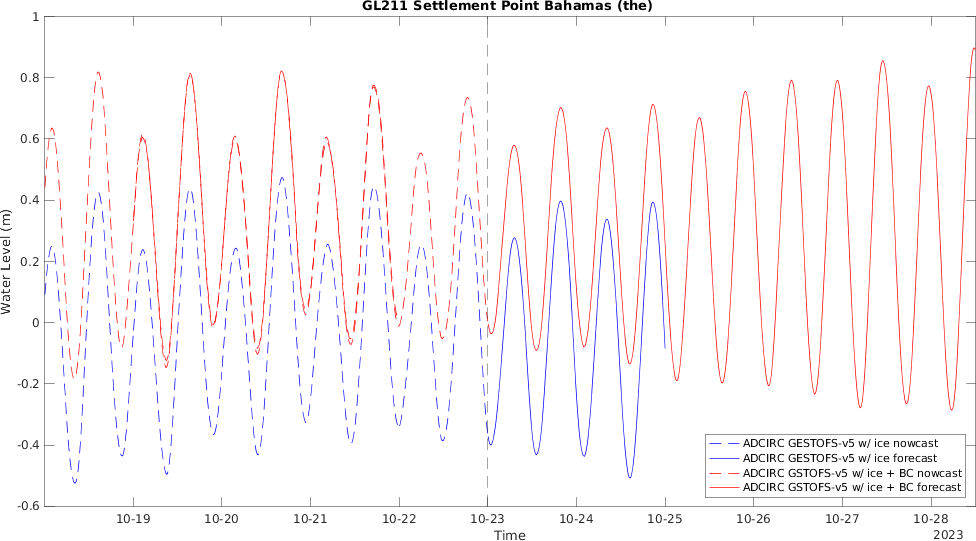 GL211 Settlement Point Bahamas (the)
1
0.8
0.6
0.4
0.2
0
-0.2
-0.4
-0.6
Water Level (m)
10-19
10-20
10-21
10-22
10-23
10-24
10-25
10-26
10-27
10-28
Time
2023
ADCIRC GESTOFS-v5 w/ ice nowcast
ADCIRC GESTOFS-v5 w/ ice forecast
ADCIRC GSTOFS-v5 w/ ice + BC nowcast
ADCIRC GSTOFS-v5 w/ ice + BC forecast